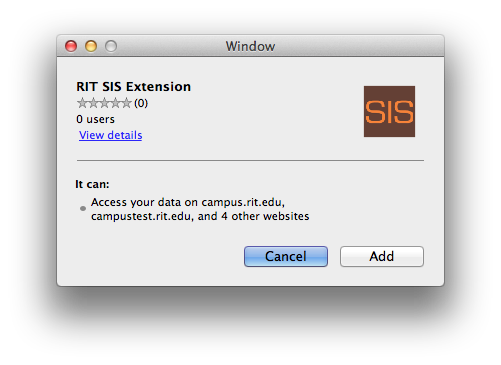 Window
RIT SIS Extension
(0)
0 users
View details
SIS
It can:
Access your data on campus.rit.edu,
campustest.rit.edu, and 4 other websites
Cancel
Add